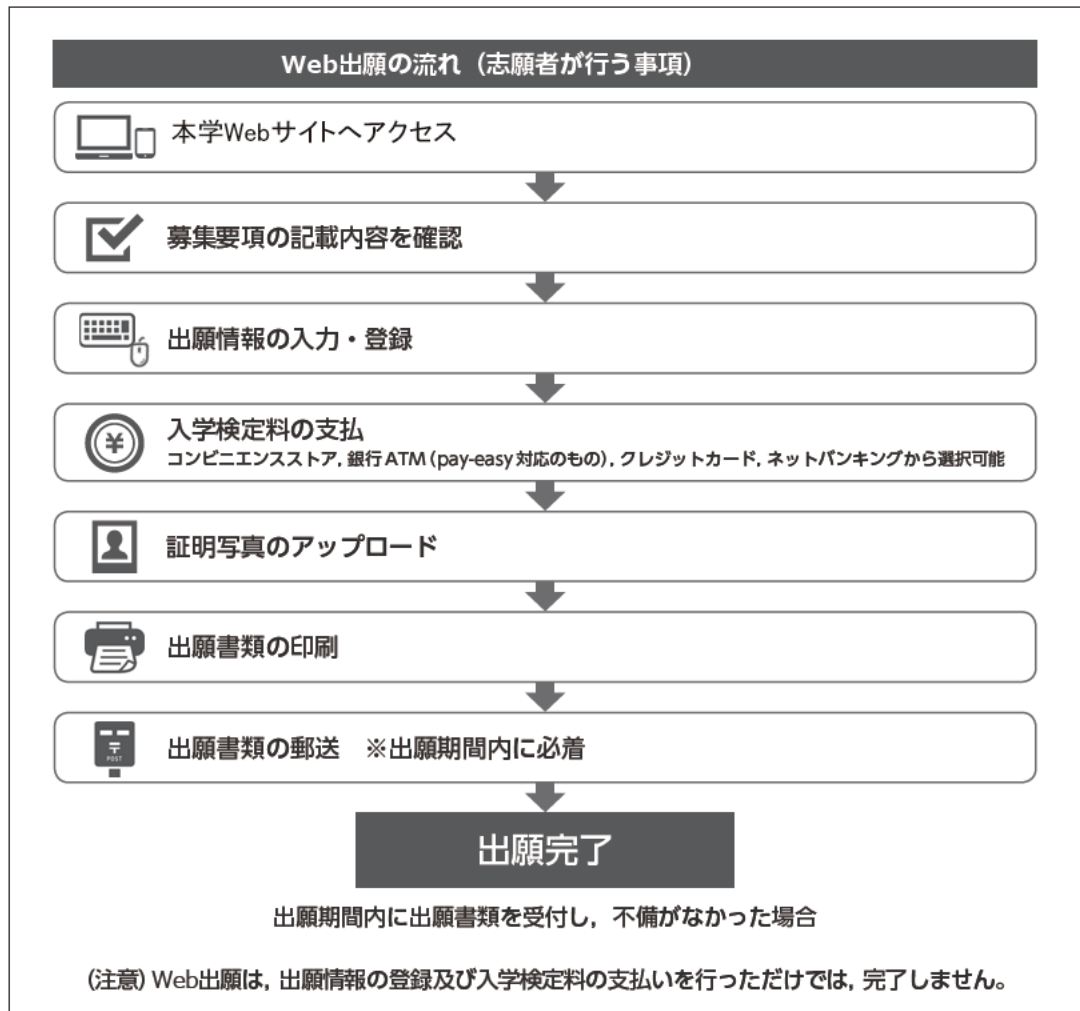 Web出願の流れ（志願者が行う事項）
本学Webサイトへアクセス
募集要項の記載内容を確認
出願情報の入力・登録
¥
入学検定料の支払
コンビニエンスストア，銀行ATM（pay-easy対応のもの），クレジットカード，ネットバンキングから選択可能
証明写真のアップロード
出願書類の印刷
〒
POST
出願書類の郵送　※出願期間内に必着
出願完了
出願期間内に出願書類を受付し，不備がなかった場合
（注意）Web出願は，出願情報の登録及び入学検定料の支払いを行っただけでは，完了しません。